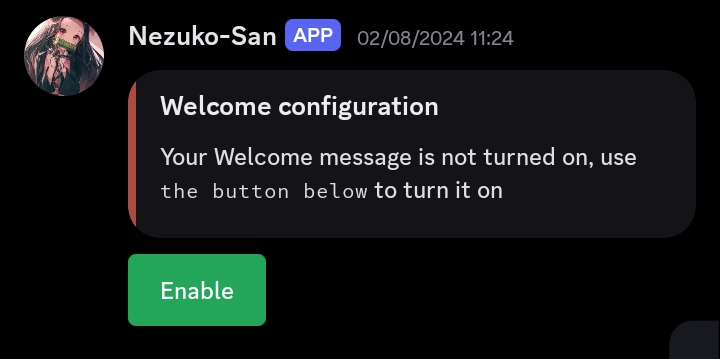 Nezuko-San APP 02/08/2024 11:24
Welcome configuration
Your Welcome message is not turned on, use
the button below to turn it on
Enable